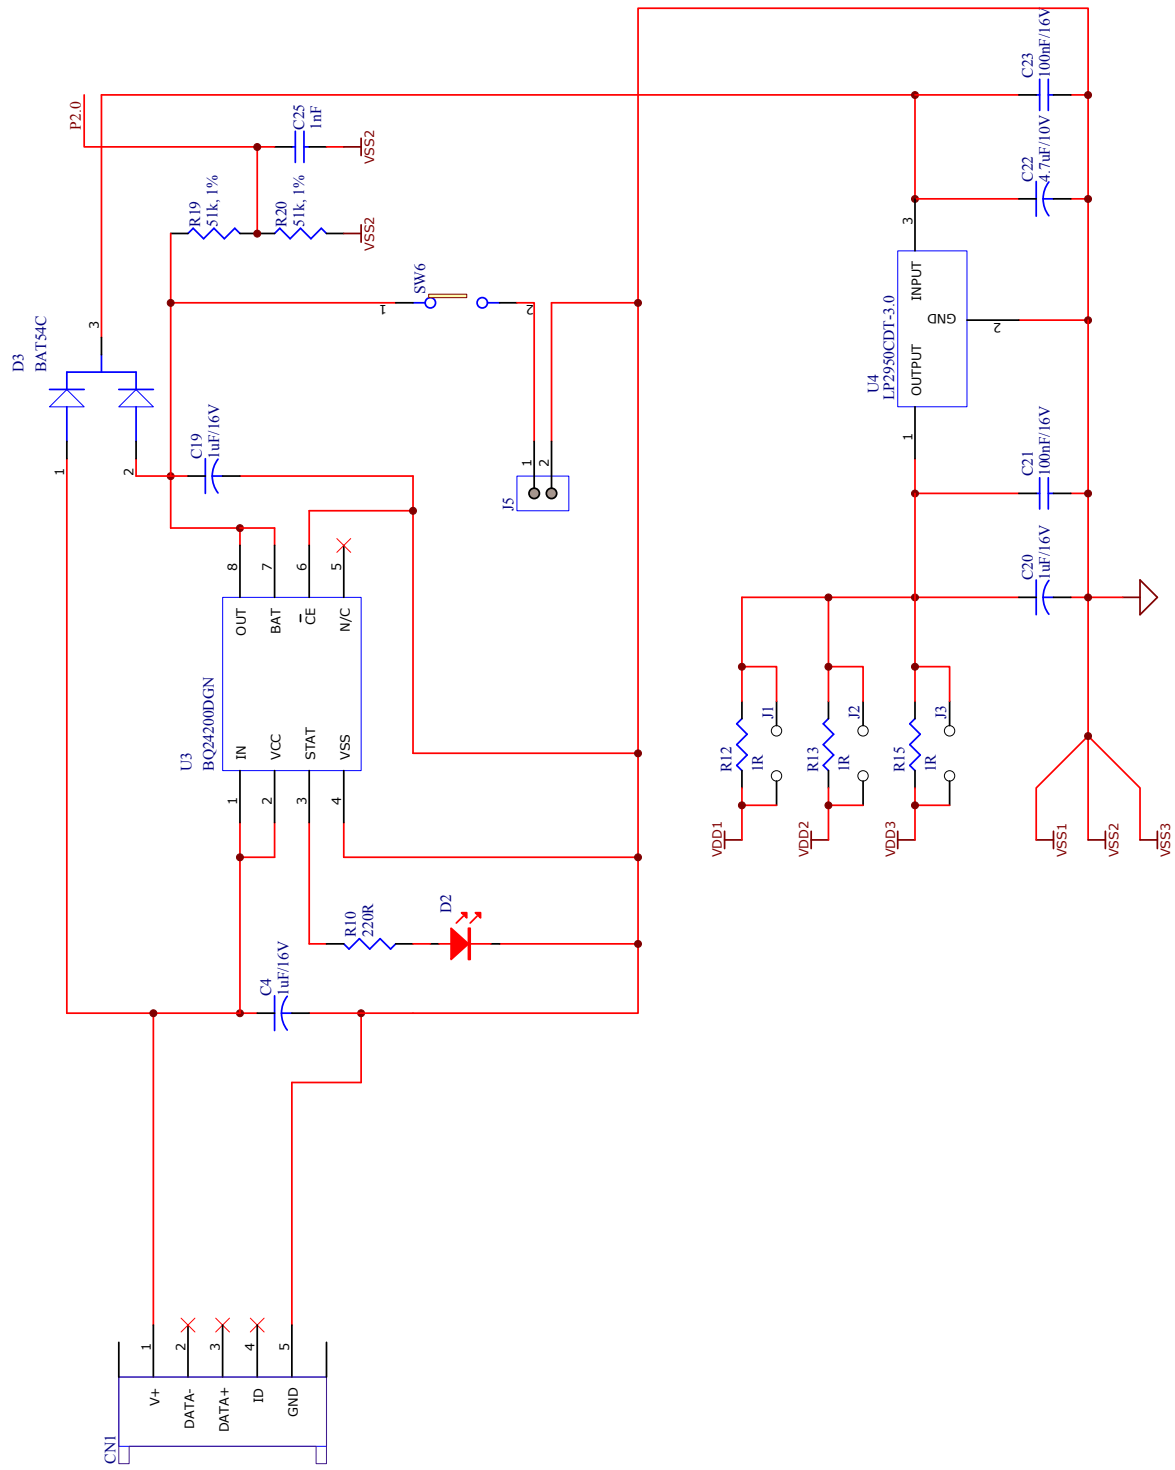 P2.0
C23
100nF/16V
C25
1nF
VSS2
C22
4.7uF/10V
R19
51k, 1%
R20
51k, 1%
VSS2
3
SW6
1
2
D3
BAT54C
3
1
2
C19
1uF/16V
U4
LP2950CDT-3.0
INPUT
GND
2
OUTPUT
1
J5
1
2
C21
100nF/16V
8
7
6
5
OUT
BAT
CE
N/C
C20
1uF/16V
U3
BQ24200DGN
IN
VCC
STAT
VSS
1
2
3
4
R12
1R
J1
R13
1R
J2
R15
1R
J3
VDD1
VDD2
VDD3
VSS1
VSS2
VSS3
R10
220R
D2
C4
1uF/16V
1
2
3
4
5
V+
DATA-
DATA+
ID
GND
CN1